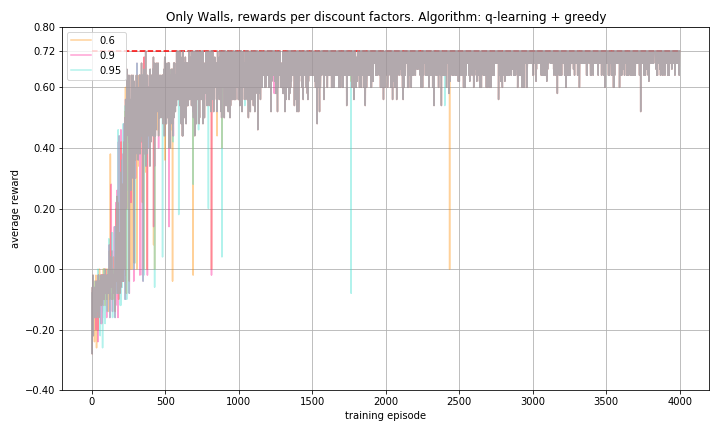 Only Walls, rewards per discount factors. Algorithm: q-learning + greedy
0.80
0.72
0.60
0.40
0.20
0.00
−0.20
−0.40
average reward
0.6
0.9
0.95
0 500 1000 1500 2000 2500 3000 3500 4000
training episode